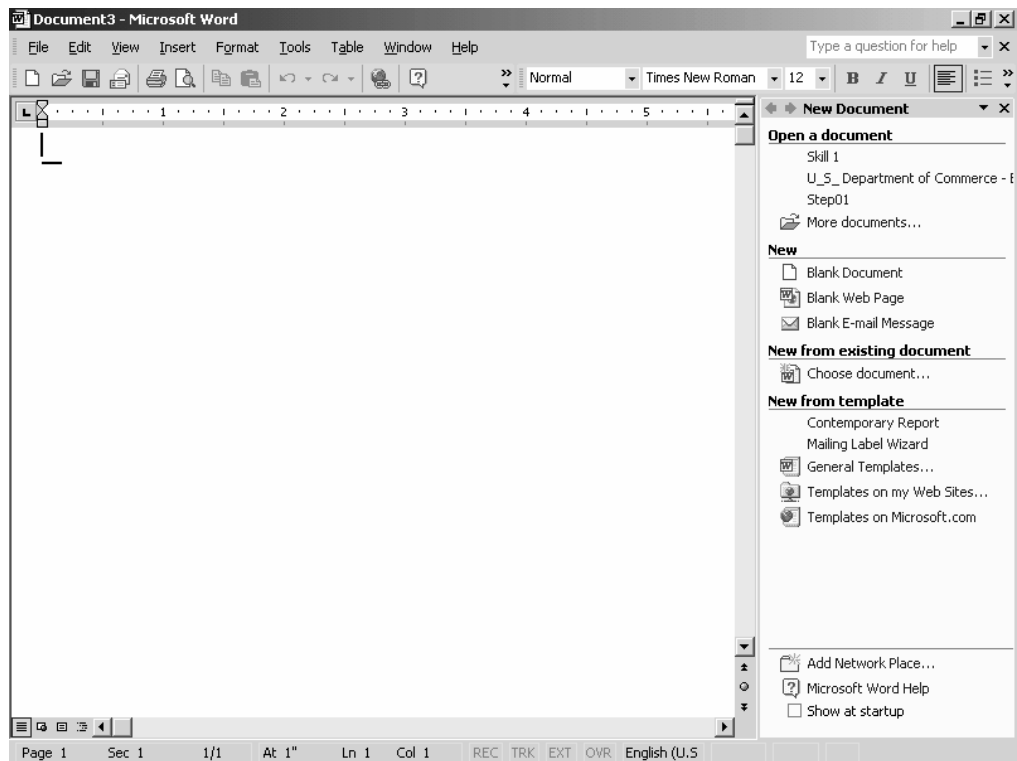 Document3 - Microsoft Word
File Edit View Insert Format Tools Table Window Help
Type a question for help
Normal Times New Roman 12 B I U
1 2 3 4 5
New Document
Open a document
Skill 1
U_S_ Department of Commerce -
Step01
More documents...
New
Blank Document
Blank Web Page
Blank E-mail Message
New from existing document
Choose document...
New from template
Contemporary Report
Mailing Label Wizard
General Templates...
Templates on my Web Sites...
Templates on Microsoft.com
Add Network Place...
Microsoft Word Help
Show at startup
Page 1 Sec 1 1/1 At 1" Ln 1 Col 1 REC TRK EXT OVR English (U.S